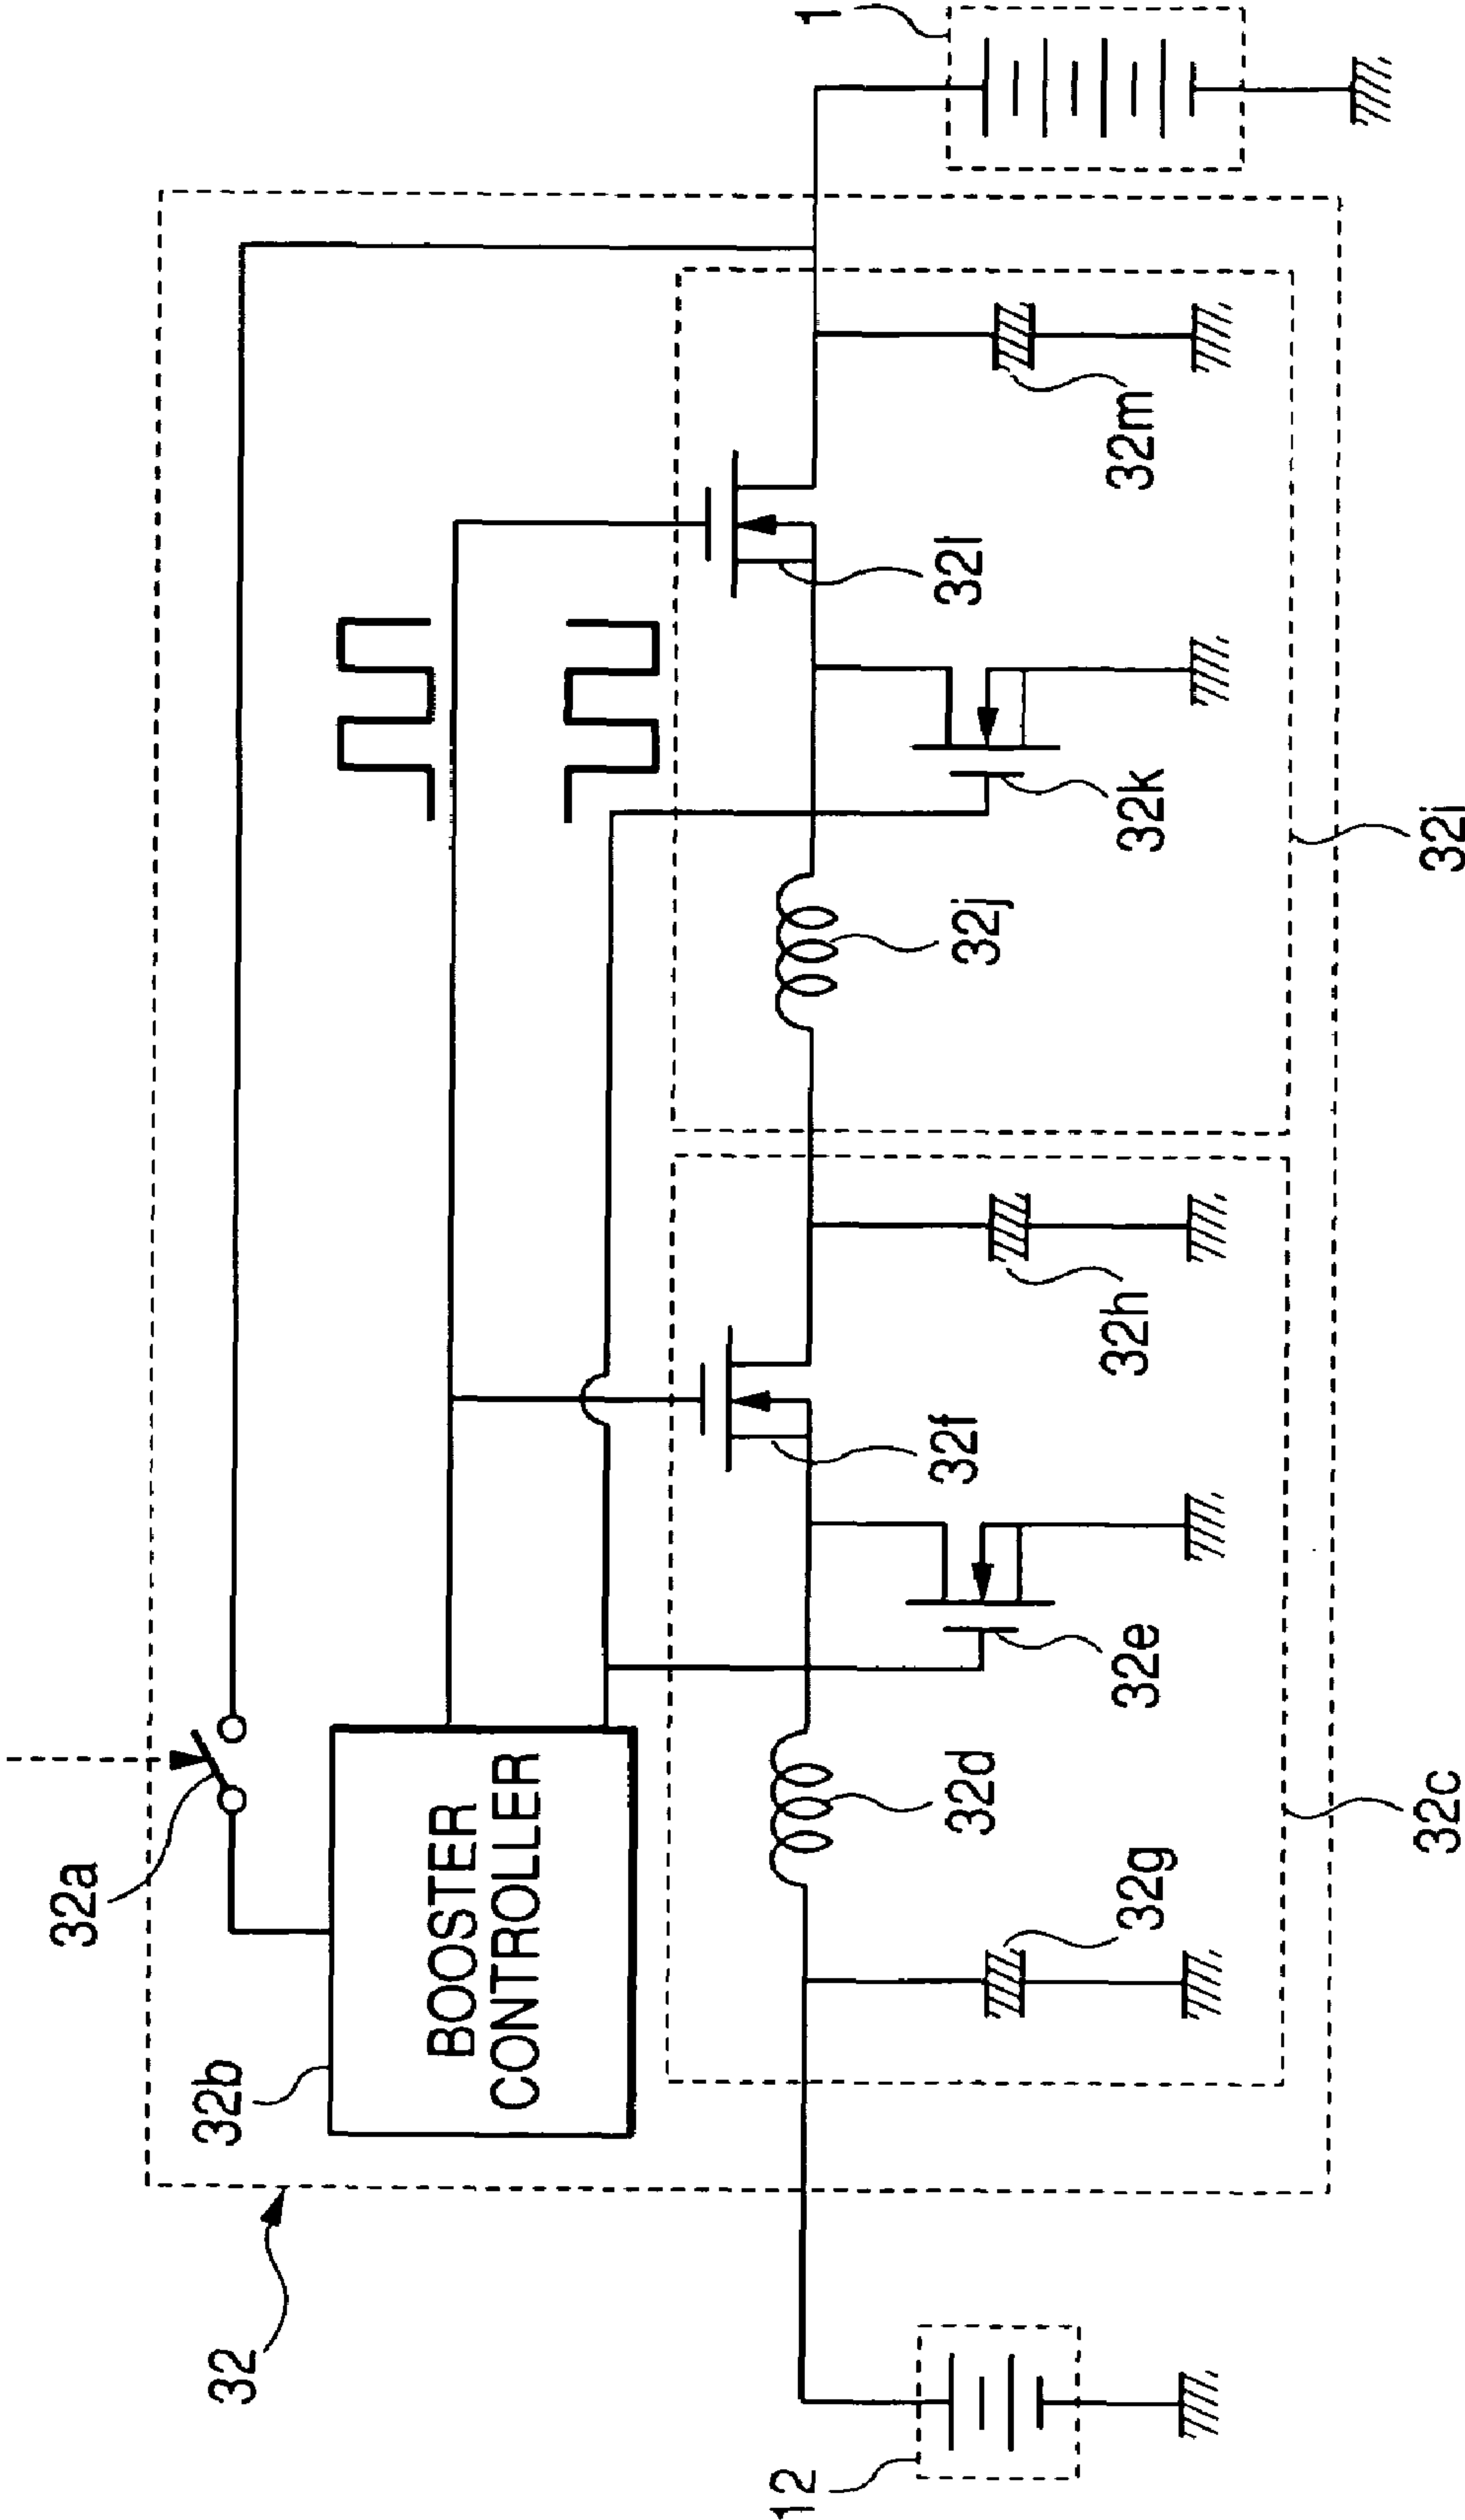 32a
32
32b
BOOSTER
CONTROLLER
12
1
32d
32f
32j
32l
32g
32e
32h
32k
32m
32c
32i